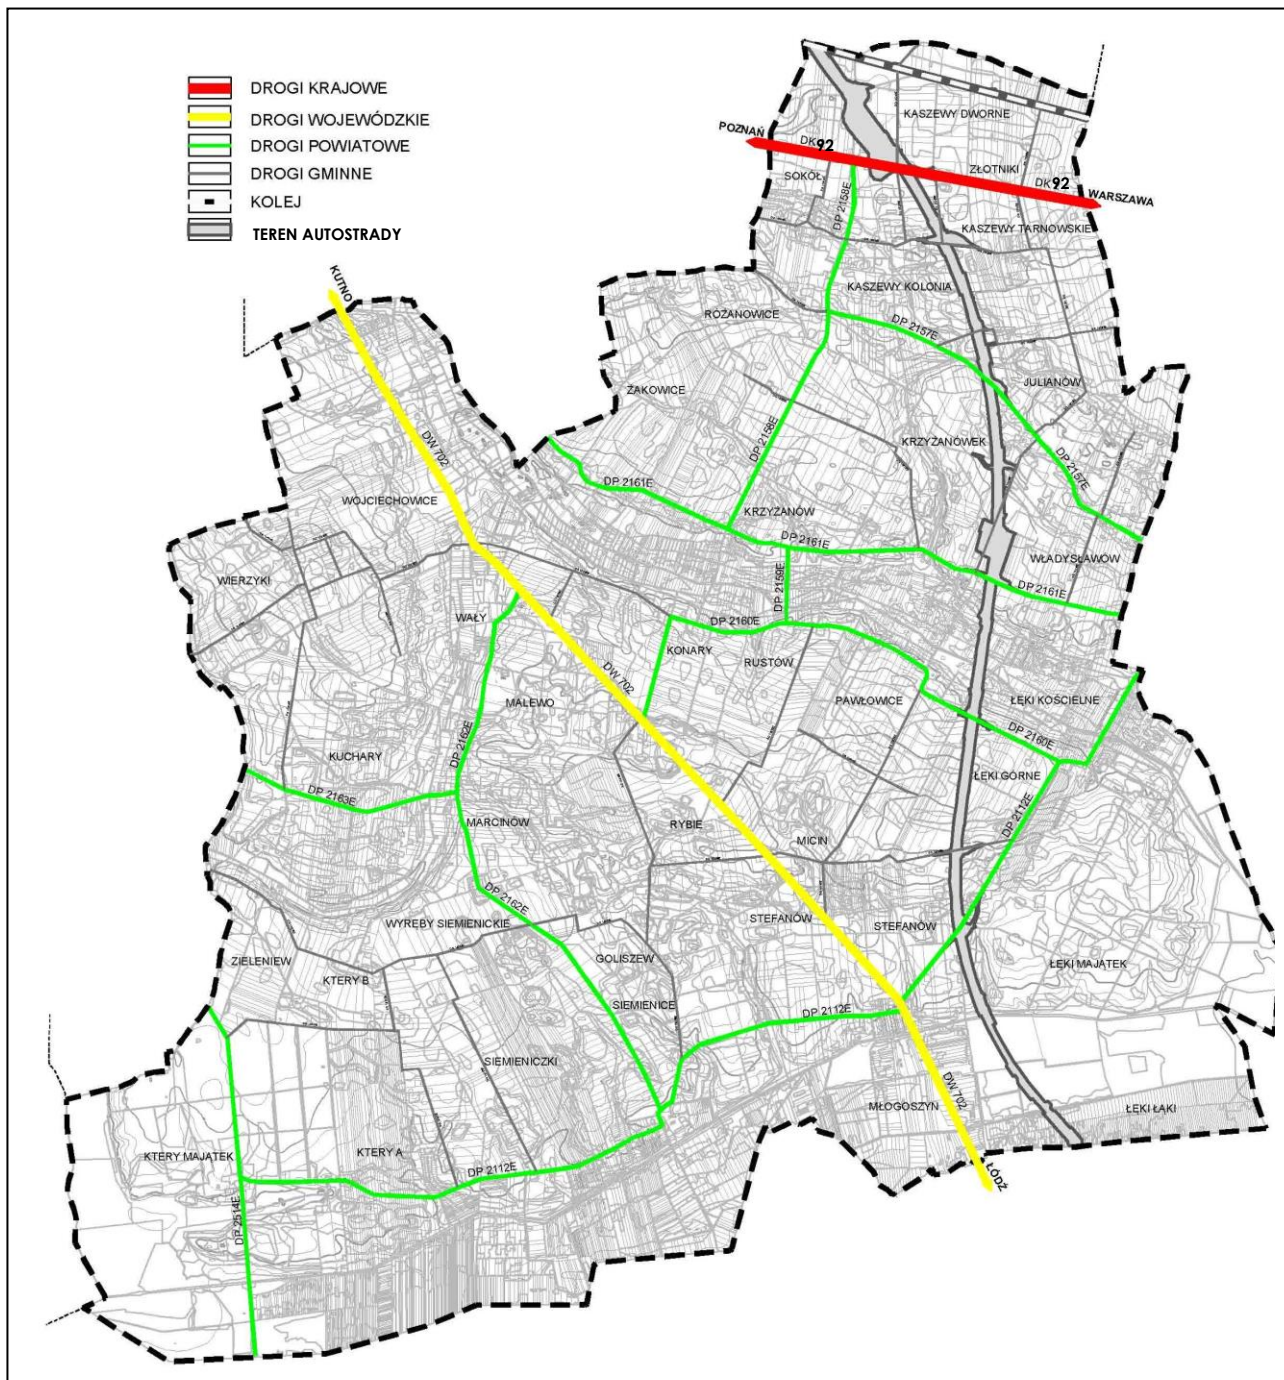 DROGI KRAJOWE
DROGI WOJEWÓDZKIE
DROGI POWIATOWE
DROGI GMINNE
KOLEJ
TEREN AUTOSTRADY
KASZEWY DWORNE
POZNAŃ
DK92
ZŁOTNIKI
SOKÓŁ
DK92
WARSZAWA
DP 2158E
KASZEWY TARNOWSKIE
KUTNO
KASZEWY KOLONIA
RÓŻANOWICE
DP 2157E
ŻAKOWICE
JULIANÓW
DP 2158E
KRZYŻANÓWEK
DW 702
DP 2157E
DP 2161E
WOJCIECHOWICE
KRZYŻANÓW
DP 2161E
WŁADYSŁAWÓW
WIERZYKI
DP 2159E
DP 2161E
WAŁY
DP 2160E
KONARY
RUSTÓW
DW 702
MALEWO
PAWŁOWICE
ŁĘKI KOŚCIELNE
DP 2162E
DP 2160E
KUCHARY
ŁĘKI GÓRNE
DP 2163E
DP 2112E
MARCINÓW
RYBIE
MICIN
DP 2162E
WYRĘBY SIEMIENICKIE
STEFANÓW
STEFANÓW
ZIELENIEW
GOLISZEW
ŁĘKI MAJĄTEK
KTERY B
SIEMIENICE
DP 2112E
SIEMIENICZKI
DW 702
MŁOGOSZYN
ŁĘKI ŁĄKI
KTERY MAJĄTEK
KTERY A
DP 2112E
ŁÓDŹ
DP 2514E